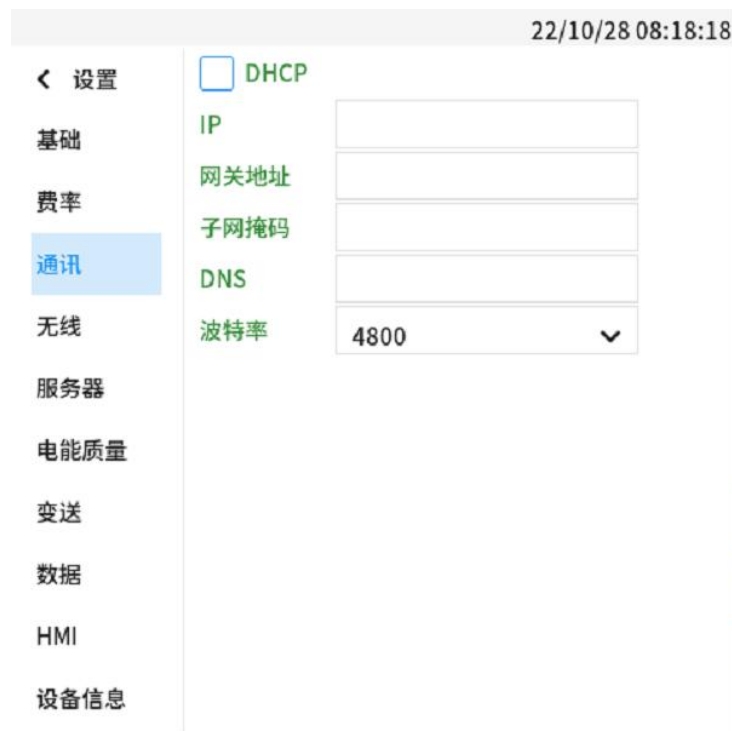 22/10/28 08:18:18
设置
基础
费率
通讯
无线
服务器
电能质量
变送
数据
HMI
设备信息
DHCP
IP
网关地址
子网掩码
DNS
波特率 4800